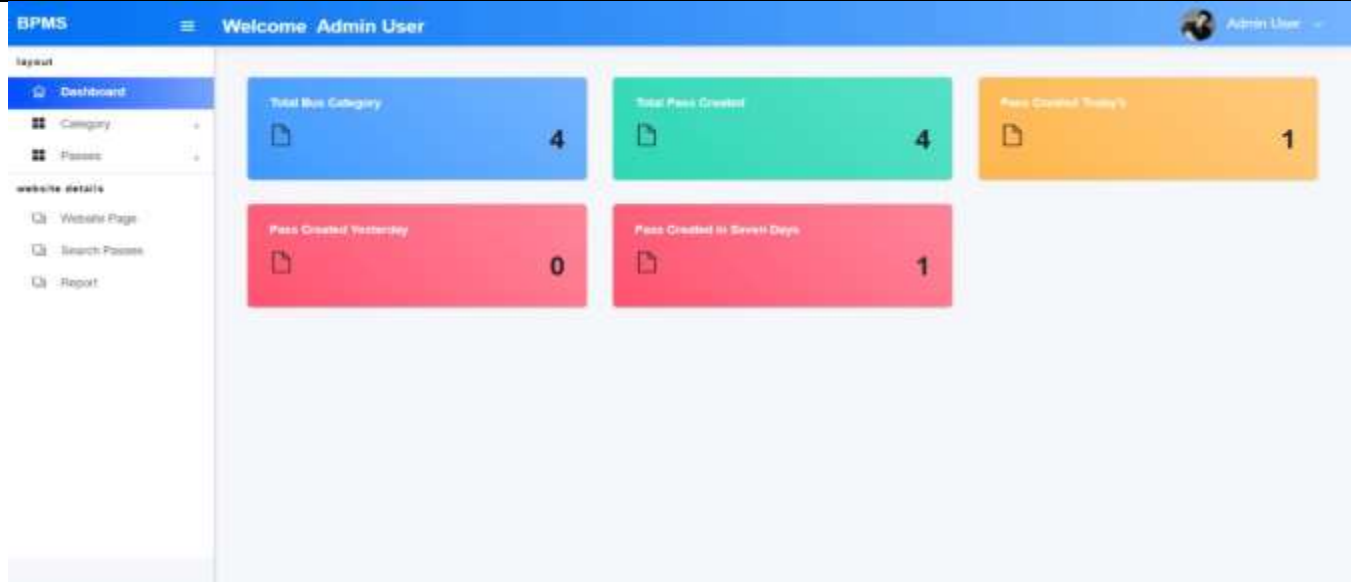 BPMS
Welcome Admin User
Admin User
layout
Dashboard
Category
Passes
website details
Website Page
Search Passes
Report
Total Bus Category
4
Total Pass Created
4
Pass Created Today's
1
Pass Created Yesterday
0
Pass Created in Seven Days
1